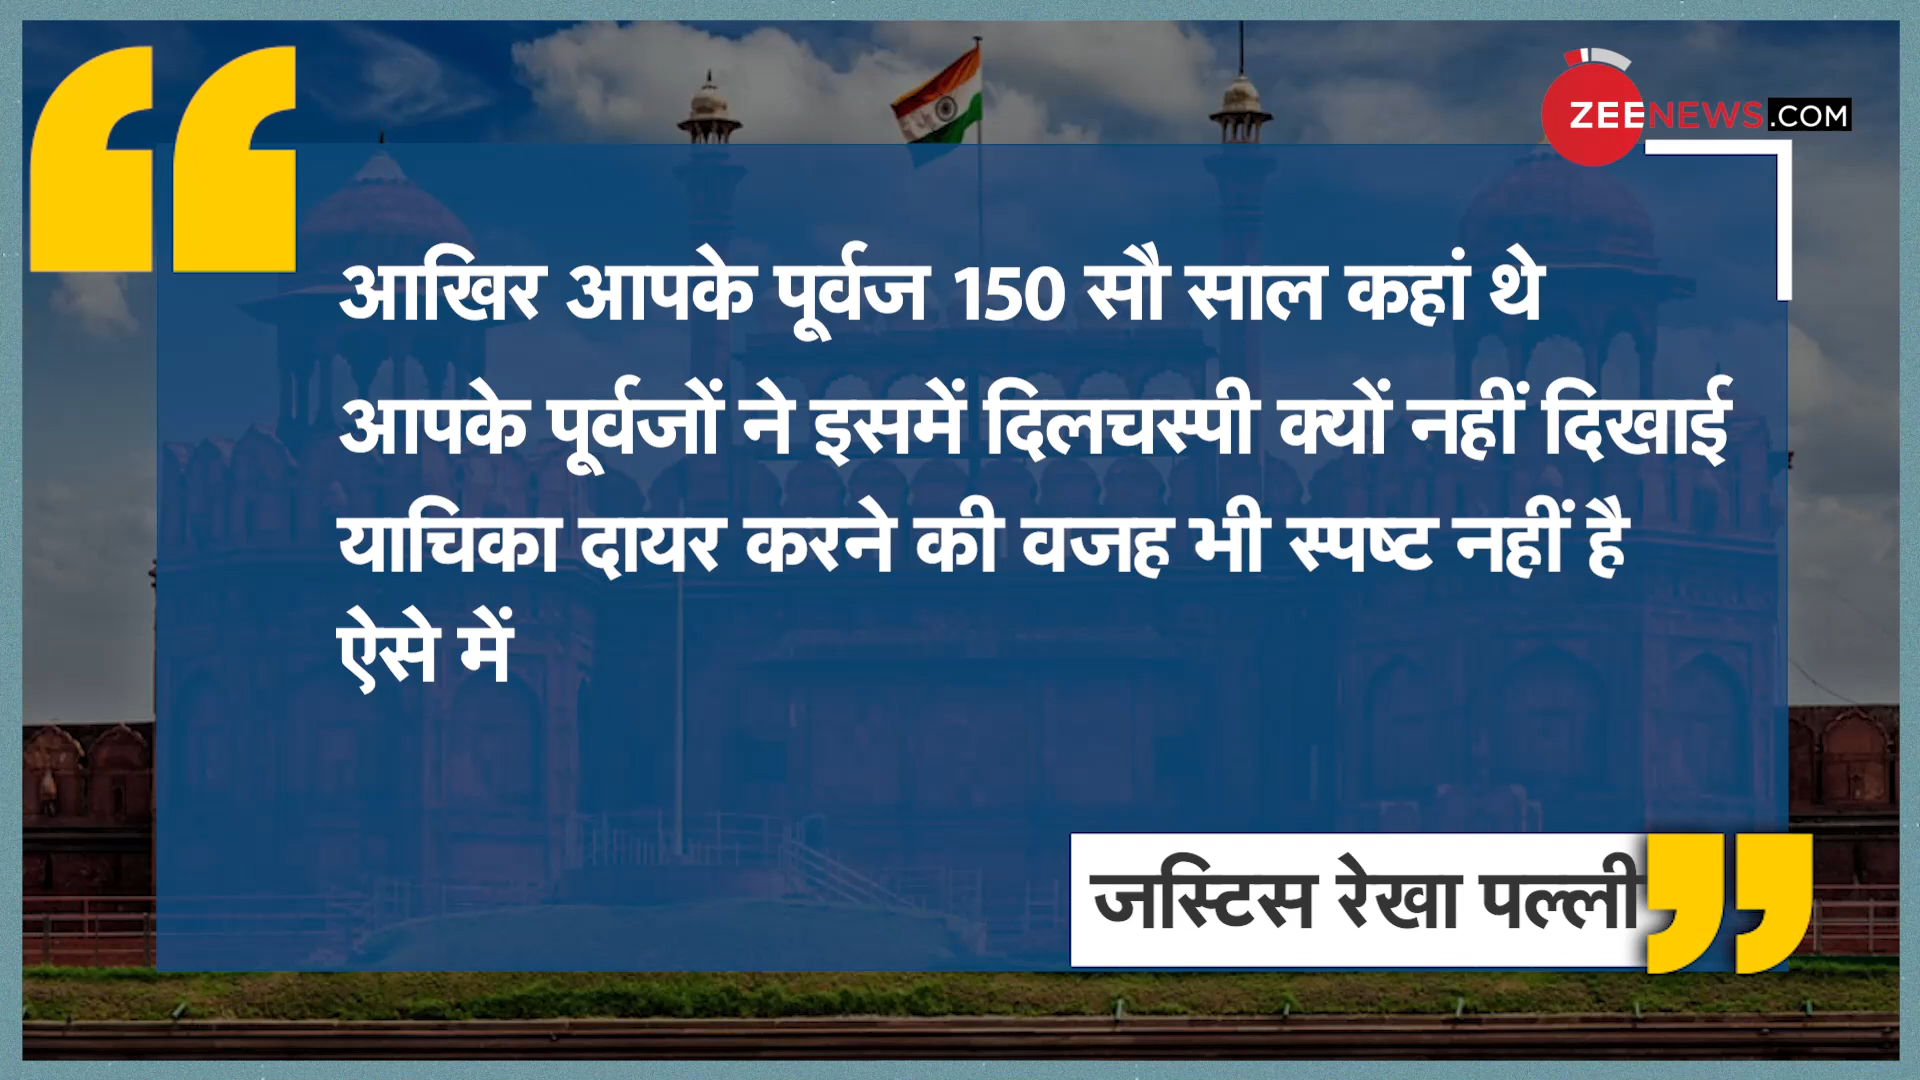 ZEENEWS.COM
आखिर आपके पूर्वज 150 सौ साल कहां थे
आपके पूर्वजों ने इसमें दिलचस्पी क्यों नहीं दिखाई
याचिका दायर करने की वजह भी स्पष्ट नहीं है
ऐसे में
जस्टिस रेखा पल्ली